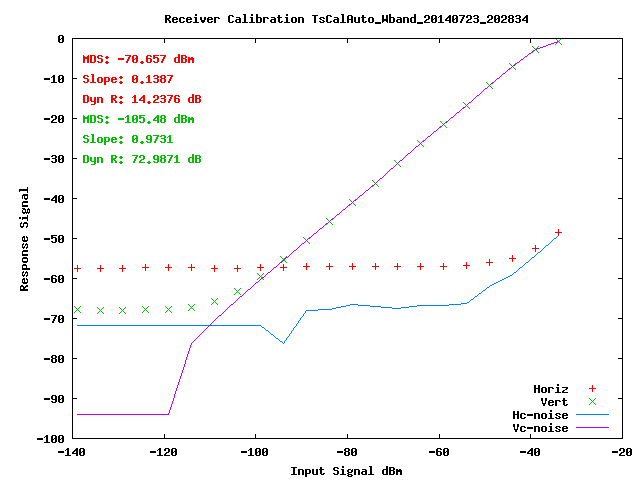 Receiver Calibration TsCalAuto_Wband_20140723_202834
MDS: -70.657 dBm
Slope: 0.1387
Dyn R: 14.2376 dB
MDS: -105.48 dBm
Slope: 0.9731
Dyn R: 72.9871 dB
0
-10
-20
-30
-40
-50
-60
-70
-80
-90
-100
Response Signal
Horiz
Vert
Hc-noise
Vc-noise
-140
-120
-100
-80
-60
-40
-20
Input Signal dBm